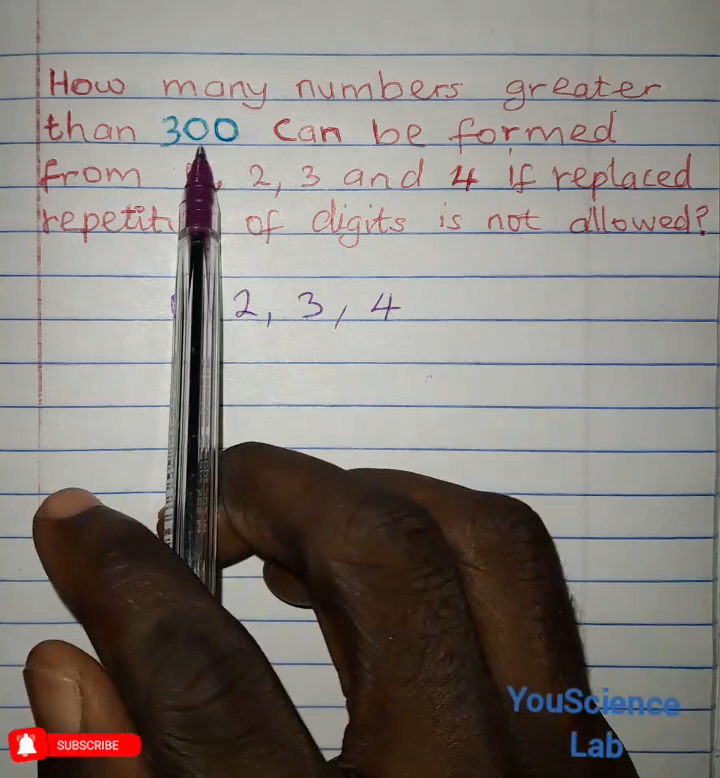 How many numbers greater
than 300 can be formed
from , 2, 3 and 4 if replaced
of digits is not allowed?
2, 3, 4
YouScience
Lab
SUBSCRIBE